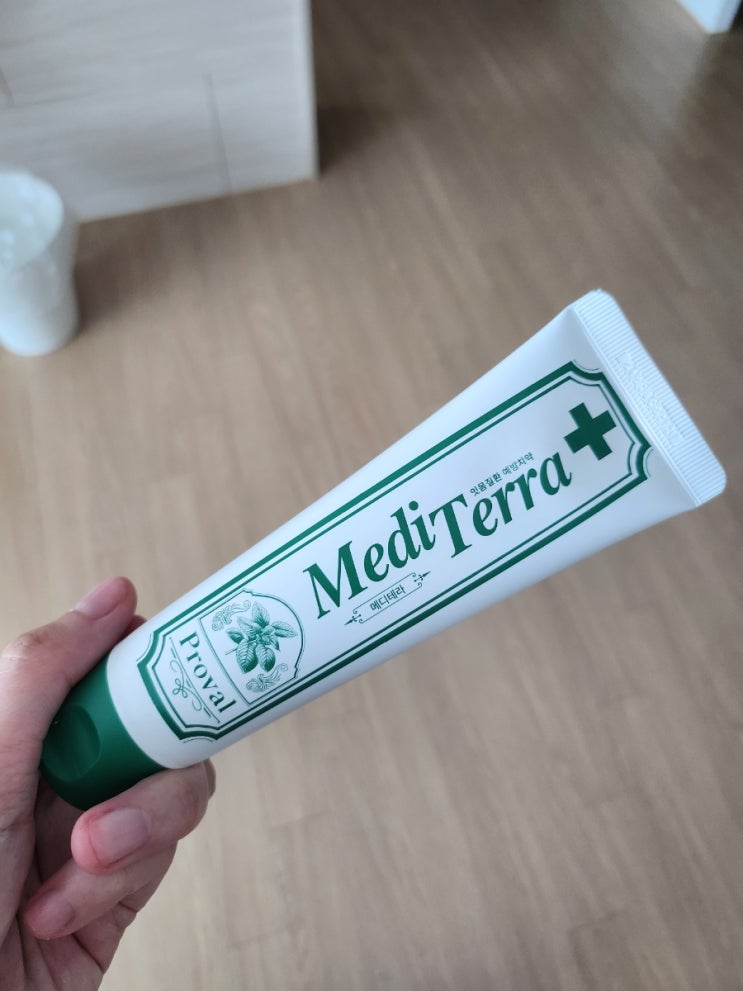 잇몸질환 예방치약
MediTerra
메디테라
Proval